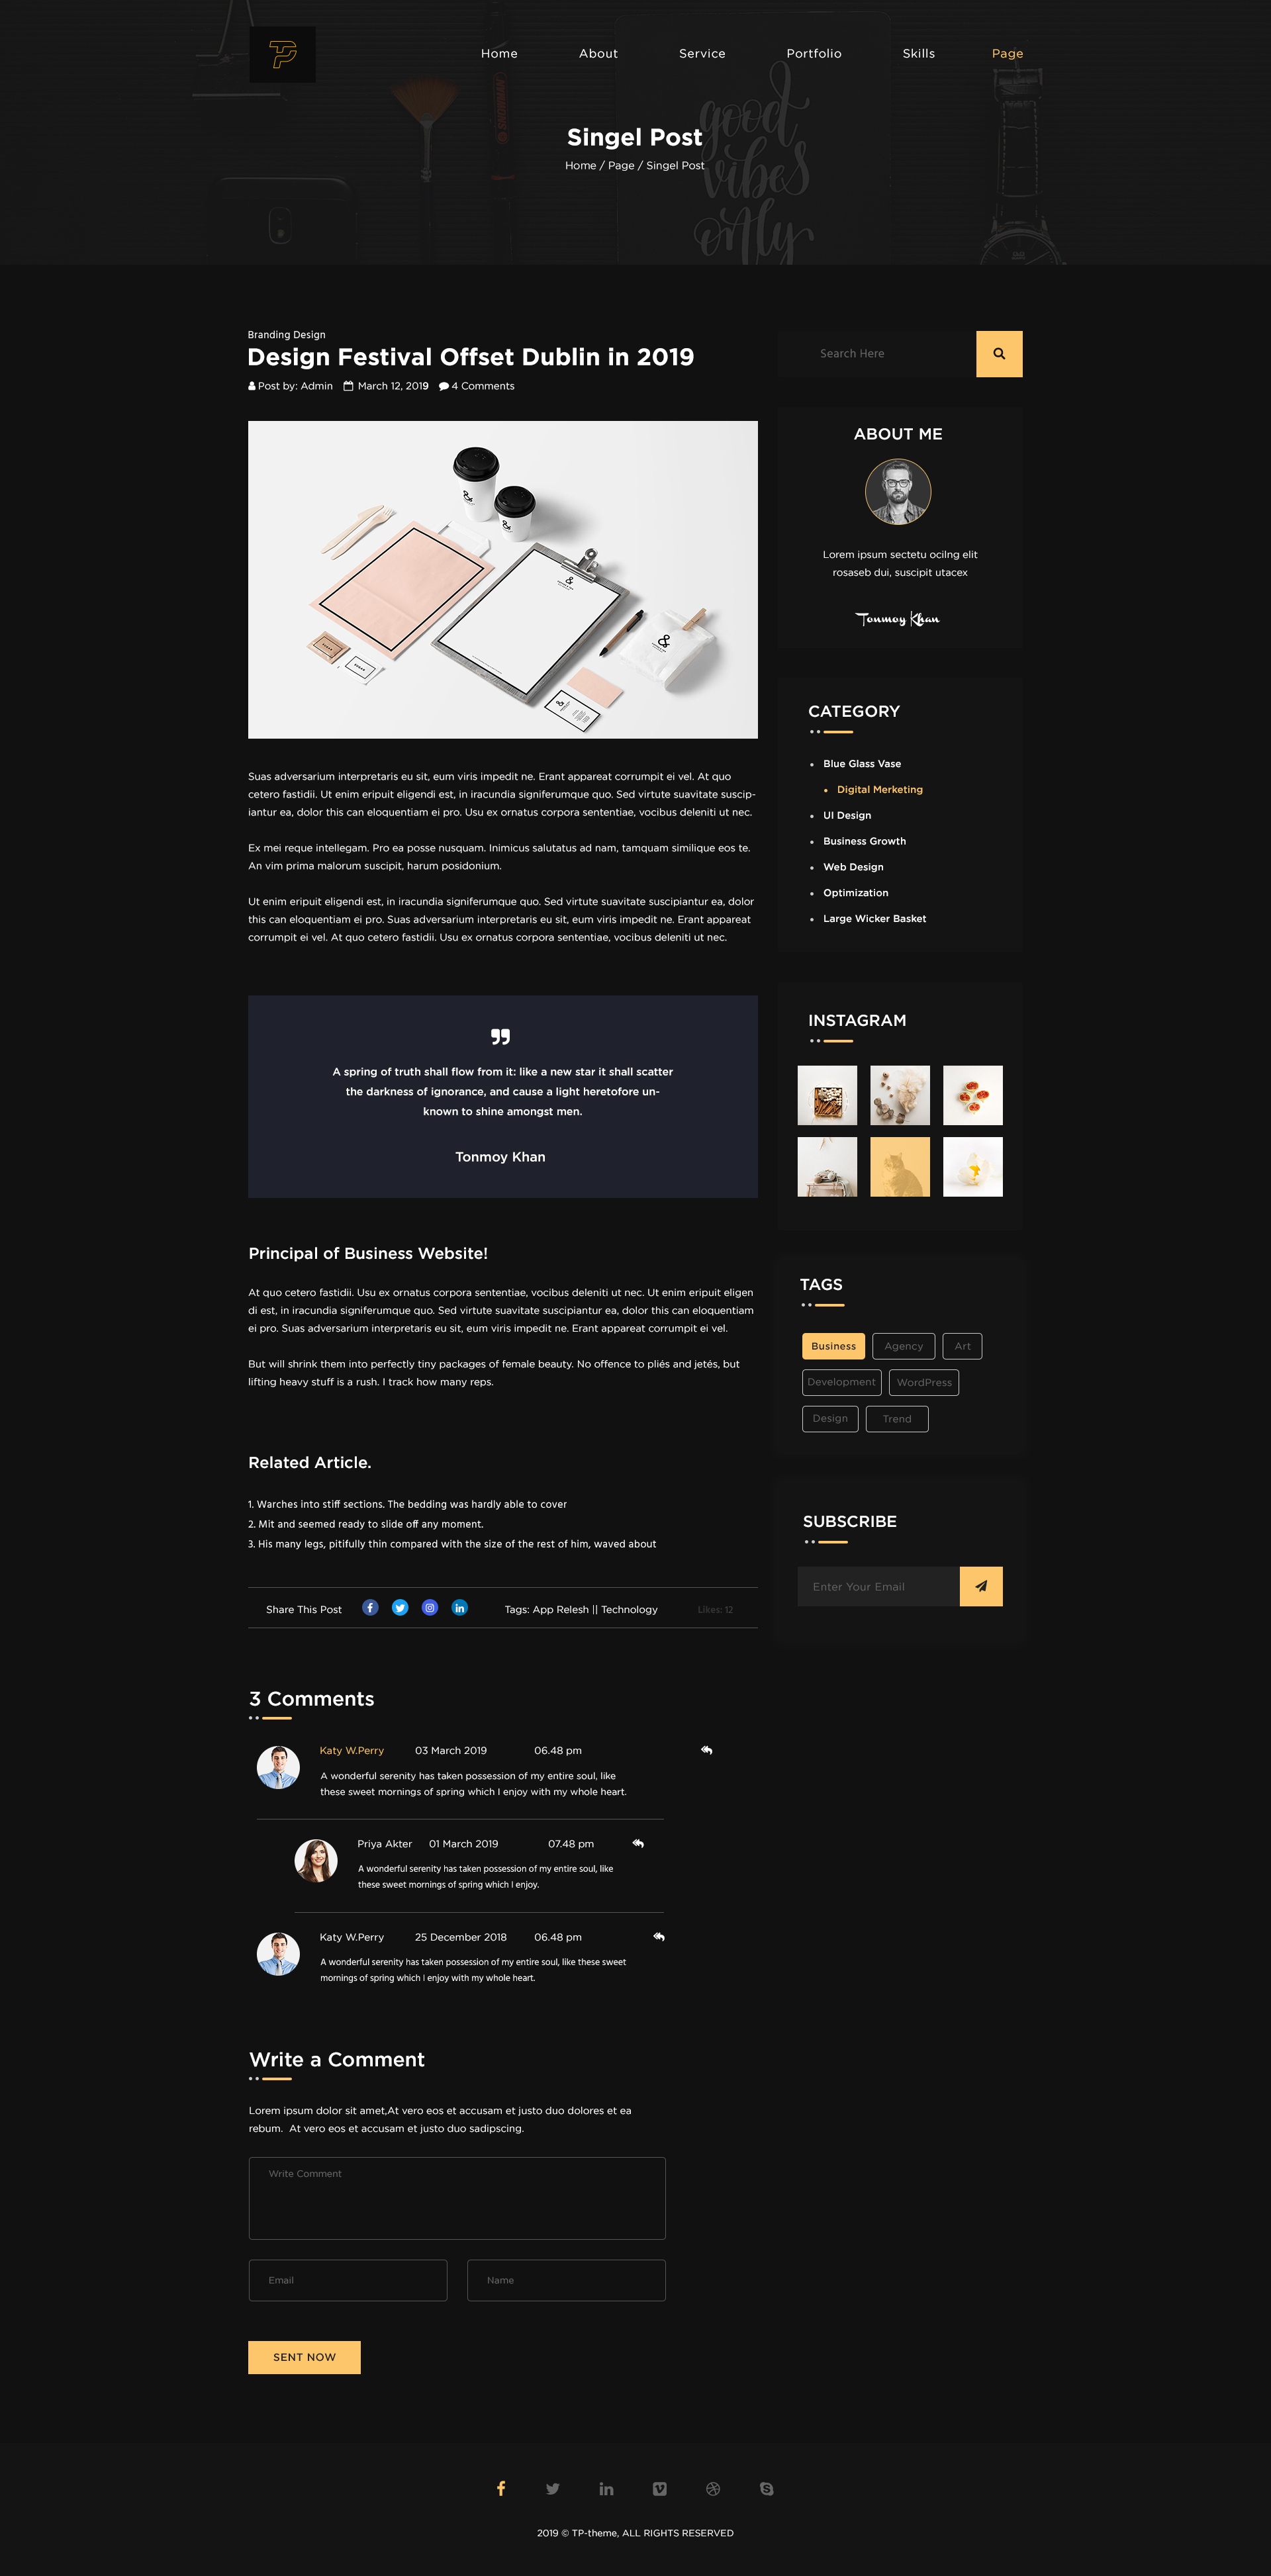 TP
Home About Service Portfolio Skills Page
good
vibes
only
Singel Post
Home / Page / Singel Post
Branding Design
Design Festival Offset Dublin in 2019
Post by: Admin March 12, 2019 4 Comments
Suas adversarium interpretaris eu sit, eum viris impedit ne. Erant appareat corrumpit ei vel. At quo
cetero fastidii. Ut enim eripuit eligendi est, in iracundia signiferumque quo. Sed virtute suavitate suscip-
iantur ea, dolor this can eloquentiam ei pro. Usu ex ornatus corpora sententiae, vocibus deleniti ut nec.
Ex mei reque intellegam. Pro ea posse nusquam. Inimicus salutatus ad nam, tamquam similique eos te.
An vim prima malorum suscipit, harum posidonium.
Ut enim eripuit eligendi est, in iracundia signiferumque quo. Sed virtute suavitate suscipiantur ea, dolor
this can eloquentiam ei pro. Suas adversarium interpretaris eu sit, eum viris impedit ne. Erant appareat
corrumpit ei vel. At quo cetero fastidii. Usu ex ornatus corpora sententiae, vocibus deleniti ut nec.
A spring of truth shall flow from it: like a new star it shall scatter
the darkness of ignorance, and cause a light heretofore un-
known to shine amongst men.
Tonmoy Khan
Principal of Business Website!
At quo cetero fastidii. Usu ex ornatus corpora sententiae, vocibus deleniti ut nec. Ut enim eripuit eligen
di est, in iracundia signiferumque quo. Sed virtute suavitate suscipiantur ea, dolor this can eloquentiam
ei pro. Suas adversarium interpretaris eu sit, eum viris impedit ne. Erant appareat corrumpit ei vel.
But will shrink them into perfectly tiny packages of female beauty. No offence to pliés and jetés, but
lifting heavy stuff is a rush. I track how many reps.
Related Article.
1. Warches into stiff sections. The bedding was hardly able to cover
2. Mit and seemed ready to slide off any moment.
3. His many legs, pitifully thin compared with the size of the rest of him, waved about
Share This Post Tags: App Relesh || Technology Likes: 12
3 Comments
Katy W.Perry 03 March 2019 06.48 pm
A wonderful serenity has taken possession of my entire soul, like
these sweet mornings of spring which I enjoy with my whole heart.
Priya Akter 01 March 2019 07.48 pm
A wonderful serenity has taken possession of my entire soul, like
these sweet mornings of spring which I enjoy.
Katy W.Perry 25 December 2018 06.48 pm
A wonderful serenity has taken possession of my entire soul, like these sweet
mornings of spring which I enjoy with my whole heart.
Write a Comment
Lorem ipsum dolor sit amet,At vero eos et accusam et justo duo dolores et ea
rebum. At vero eos et accusam et justo duo sadipscing.
Write Comment
Email Name
SENT NOW
Search Here
ABOUT ME
Lorem ipsum sectetu ocilng elit
rosaseb dui, suscipit utacex
Tonmoy Khan
CATEGORY
Blue Glass Vase
Digital Merketing
UI Design
Business Growth
Web Design
Optimization
Large Wicker Basket
INSTAGRAM
TAGS
Business Agency Art
Development WordPress
Design Trend
SUBSCRIBE
Enter Your Email
2019 © TP-theme, ALL RIGHTS RESERVED